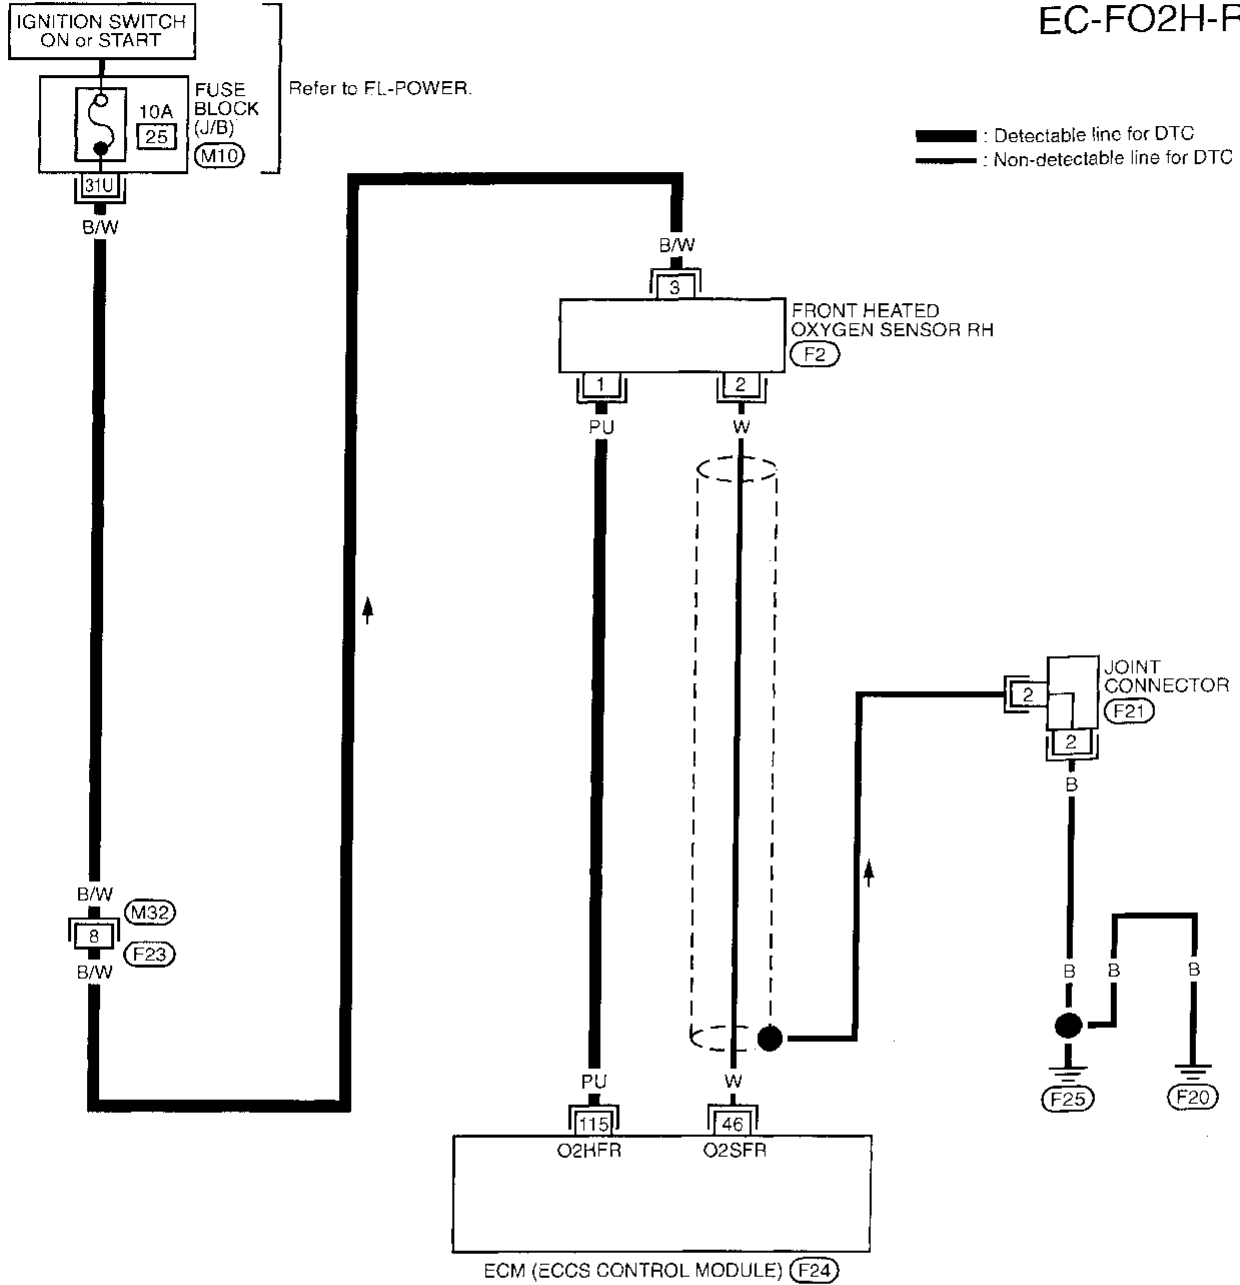 EC-FO2H-R
IGNITION SWITCH
ON or START
FUSE
BLOCK
(J/B)
M10
10A
25
Refer to EL-POWER.
31U
B/W
: Detectable line for DTC
: Non-detectable line for DTC
B/W
3
FRONT HEATED
OXYGEN SENSOR RH
F2
1
2
PU
W
JOINT
CONNECTOR
F21
2
2
B
B/W
M32
8
F23
B/W
B
B
B
PU
W
F25
F20
115
46
O2HFR
O2SFR
ECM (ECCS CONTROL MODULE) F24